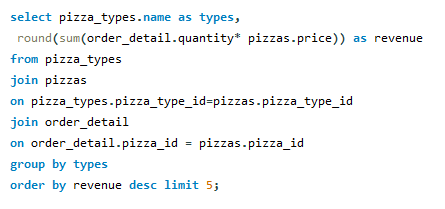 select pizza_types.name as types,
round(sum(order_detail.quantity* pizzas.price)) as revenue
from pizza_types
join pizzas
on pizza_types.pizza_type_id=pizzas.pizza_type_id
join order_detail
on order_detail.pizza_id = pizzas.pizza_id
group by types
order by revenue desc limit 5;